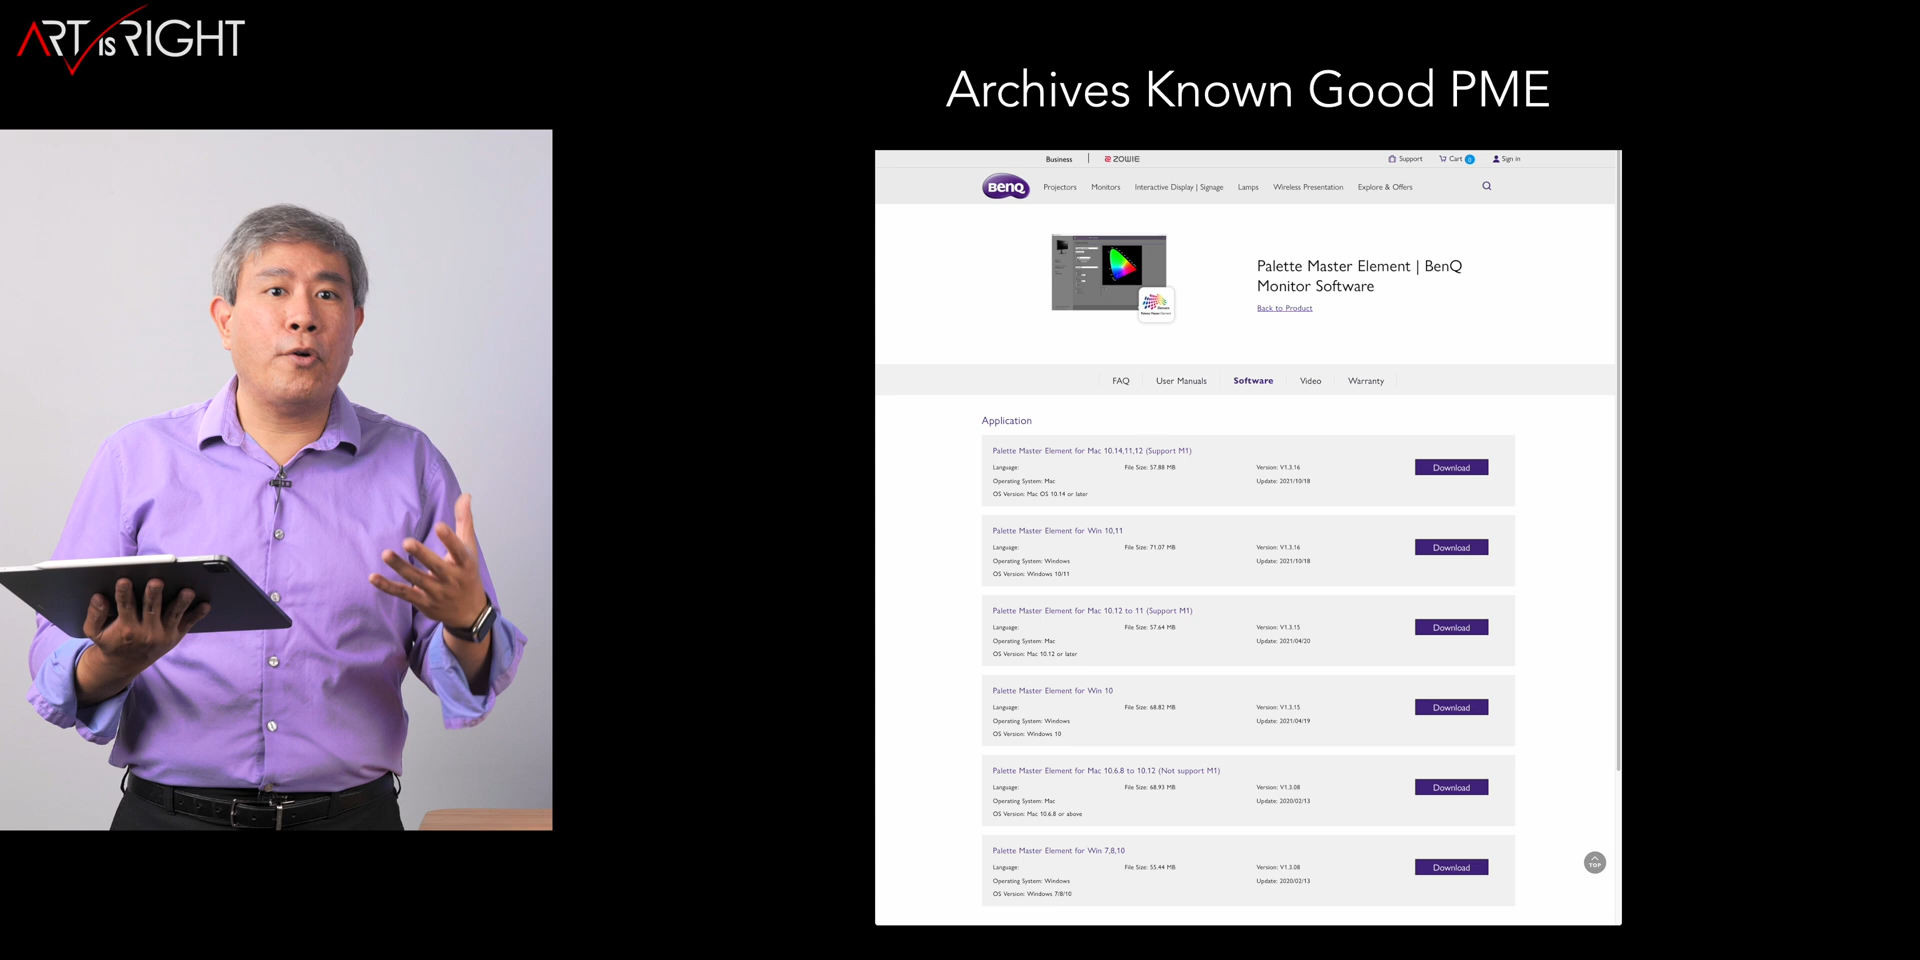 ART IS RIGHT
Archives Known Good PME
Business
ZOWIE
Support
Cart 0
Sign in
BenQ
Projectors
Monitors
Interactive Display | Signage
Lamps
Wireless Presentation
Explore & Offers
Palette Master Element | BenQ
Monitor Software
Back to Product
FAQ
User Manuals
Software
Video
Warranty
Application
Palette Master Element for Mac 10.14,11,12 (Support M1)
Language:
File Size: 57.88 MB
Version: V1.3.16
Operating System: Mac
Update: 2021/10/18
OS Version: Mac OS 10.14 or later
Download
Palette Master Element for Win 10,11
Language:
File Size: 71.07 MB
Version: V1.3.16
Operating System: Windows
Update: 2021/10/18
OS Version: Windows 10/11
Download
Palette Master Element for Mac 10.12 to 11 (Support M1)
Language:
File Size: 57.64 MB
Version: V1.3.15
Operating System: Mac
Update: 2021/04/20
OS Version: Mac 10.12 or later
Download
Palette Master Element for Win 10
Language:
File Size: 68.82 MB
Version: V1.3.15
Operating System: Windows
Update: 2021/04/19
OS Version: Windows 10
Download
Palette Master Element for Mac 10.6.8 to 10.12 (Not support M1)
Language:
File Size: 68.93 MB
Version: V1.3.08
Operating System: Mac
Update: 2020/02/13
OS Version: Mac 10.6.8 or above
Download
Palette Master Element for Win 7,8,10
Language:
File Size: 55.44 MB
Version: V1.3.08
Operating System: Windows
Update: 2020/02/13
OS Version: Windows 7/8/10
Download
TOP